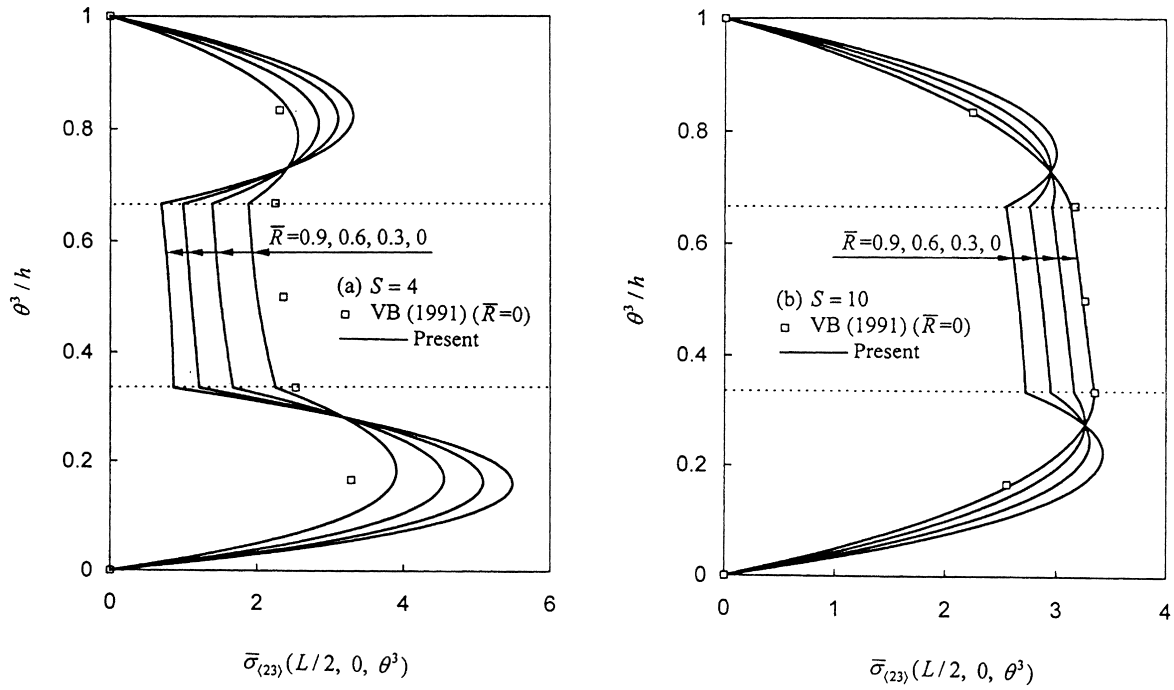 1
0.8
0.6
0.4
0.2
0
θ³ / h
R̅=0.9, 0.6, 0.3, 0
(a) S = 4
VB (1991) (R̅=0)
Present
0
2
4
6
σ̅⟨23⟩(L/2, 0, θ³)
1
0.8
0.6
0.4
0.2
0
θ³ / h
R̅=0.9, 0.6, 0.3, 0
(b) S = 10
VB (1991) (R̅=0)
Present
0
1
2
3
4
σ̅⟨23⟩(L/2, 0, θ³)